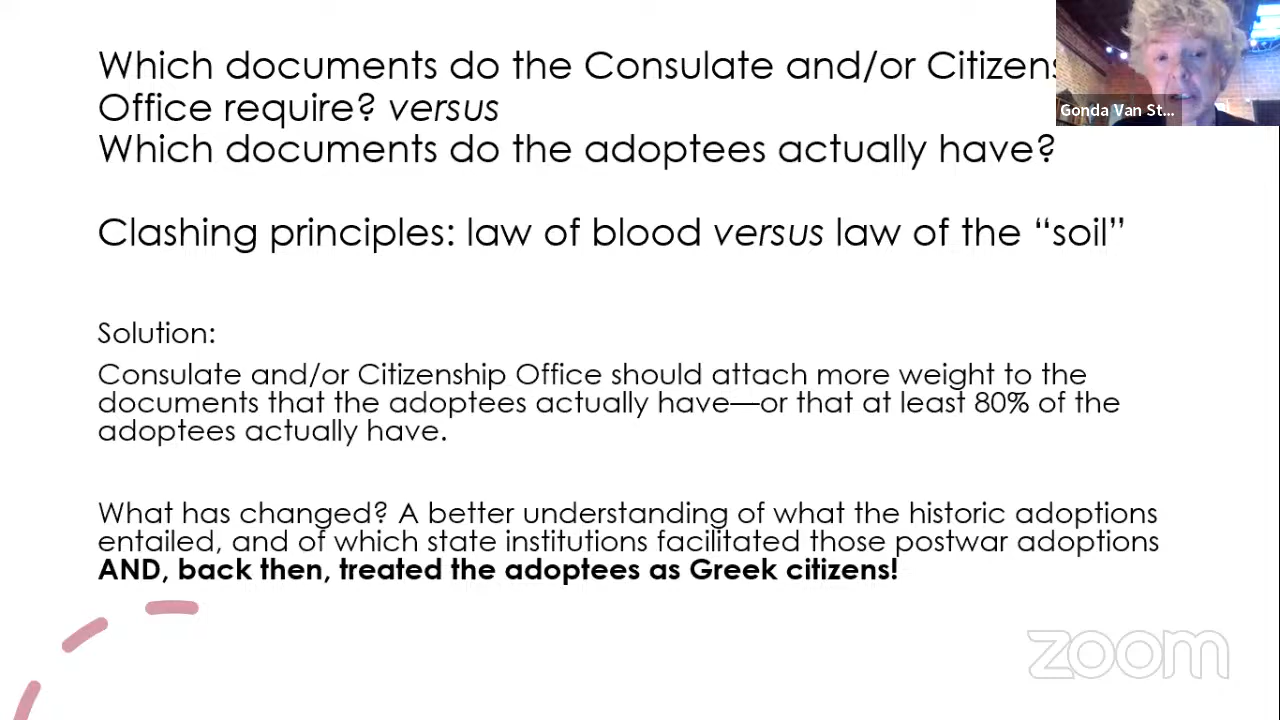 Which documents do the Consulate and/or Citizens
Office require? versus
Which documents do the adoptees actually have?
Clashing principles: law of blood versus law of the “soil”
Solution:
Consulate and/or Citizenship Office should attach more weight to the
documents that the adoptees actually have—or that at least 80% of the
adoptees actually have.
What has changed? A better understanding of what the historic adoptions
entailed, and of which state institutions facilitated those postwar adoptions
AND, back then, treated the adoptees as Greek citizens!
Gonda Van St...
zoom